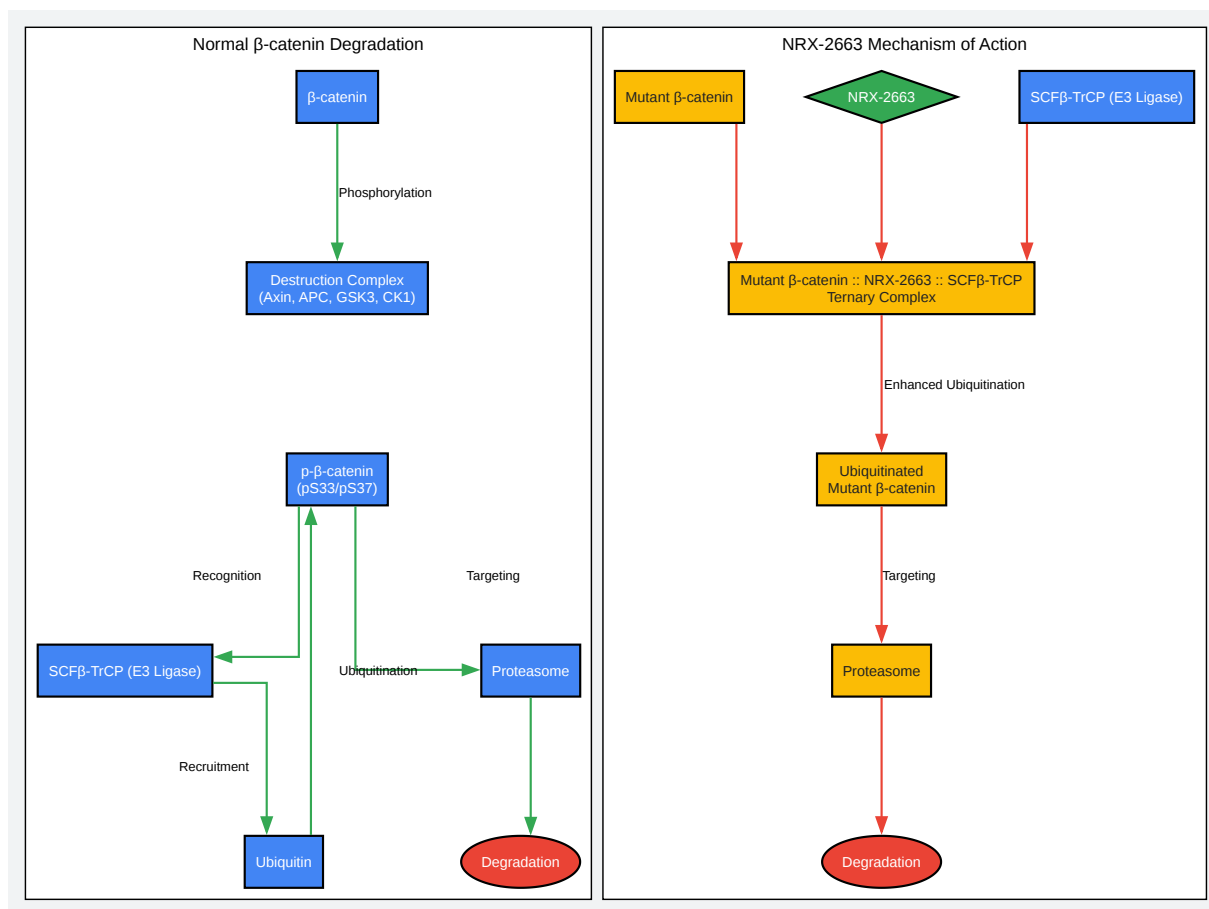 Normal β-catenin Degradation
β-catenin
Phosphorylation
Destruction Complex
(Axin, APC, GSK3, CK1)
p-β-catenin
(pS33/pS37)
Recognition
Targeting
SCFβ-TrCP (E3 Ligase)
Ubiquitination
Proteasome
Recruitment
Ubiquitin
Degradation
NRX-2663 Mechanism of Action
Mutant β-catenin
NRX-2663
SCFβ-TrCP (E3 Ligase)
Mutant β-catenin :: NRX-2663 :: SCFβ-TrCP
Ternary Complex
Enhanced Ubiquitination
Ubiquitinated
Mutant β-catenin
Targeting
Proteasome
Degradation